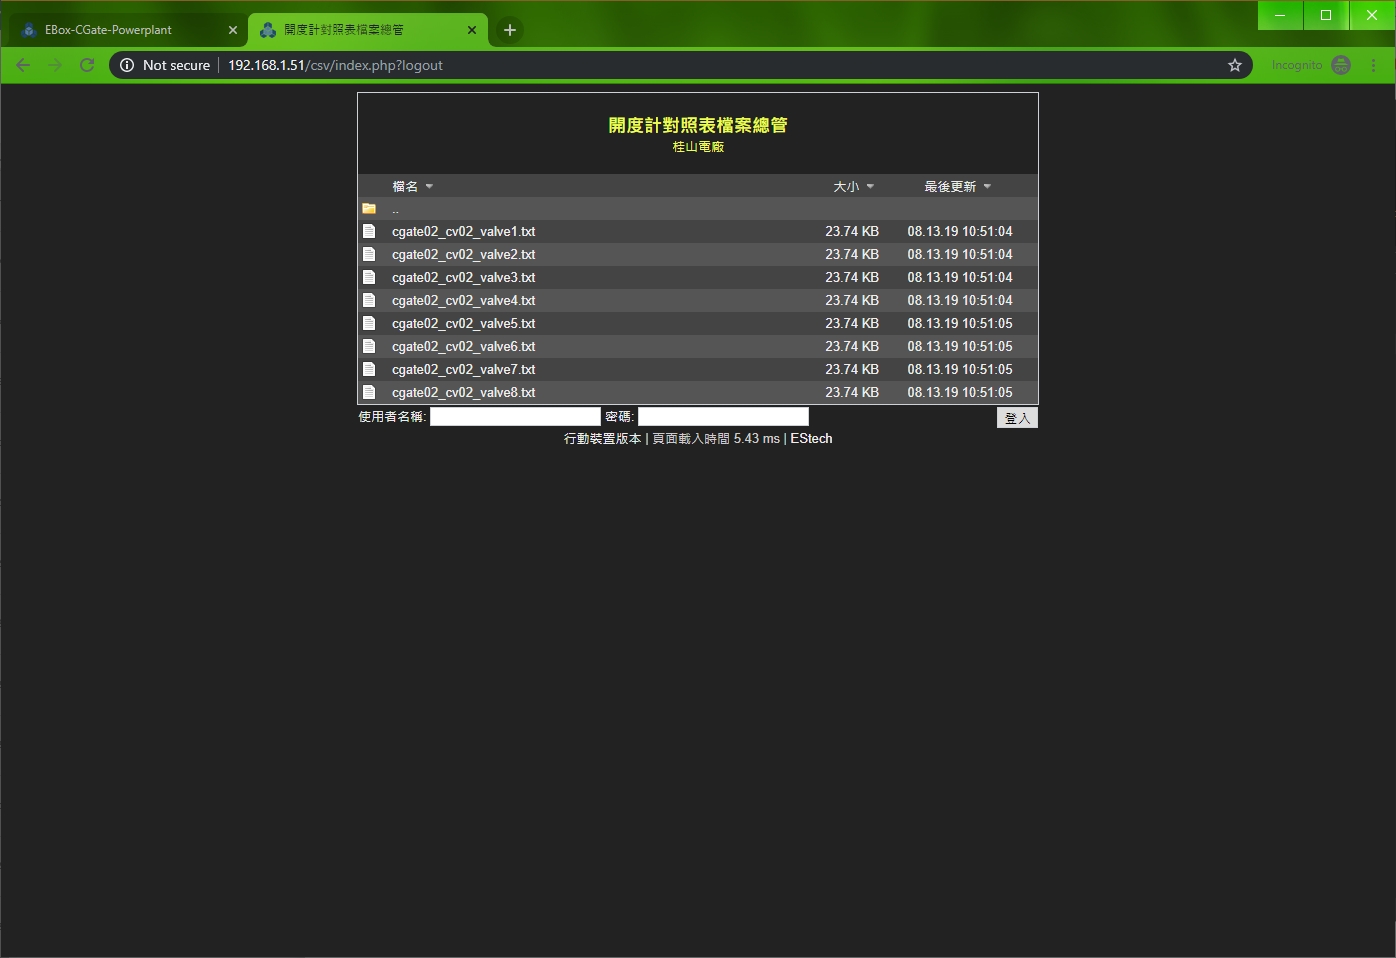 EBox-CGate-Powerplant
開度計對照表檔案總管
Not secure 192.168.1.51/csv/index.php?logout Incognito
開度計對照表檔案總管
桂山電廠
檔名 大小 最後更新
..
cgate02_cv02_valve1.txt 23.74 KB 08.13.19 10:51:04
cgate02_cv02_valve2.txt 23.74 KB 08.13.19 10:51:04
cgate02_cv02_valve3.txt 23.74 KB 08.13.19 10:51:04
cgate02_cv02_valve4.txt 23.74 KB 08.13.19 10:51:04
cgate02_cv02_valve5.txt 23.74 KB 08.13.19 10:51:05
cgate02_cv02_valve6.txt 23.74 KB 08.13.19 10:51:05
cgate02_cv02_valve7.txt 23.74 KB 08.13.19 10:51:05
cgate02_cv02_valve8.txt 23.74 KB 08.13.19 10:51:05
使用者名稱: 密碼: 登入
行動裝置版本 | 頁面載入時間 5.43 ms | EStech